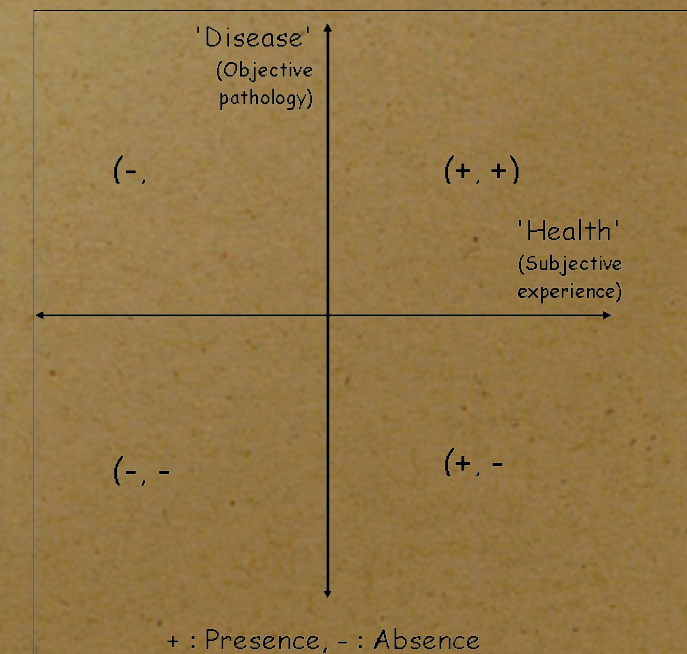 'Disease'
(Objective
pathology)
(-,
(+, +)
'Health'
(Subjective
experience)
(-, -
(+, -
+ : Presence, - : Absence